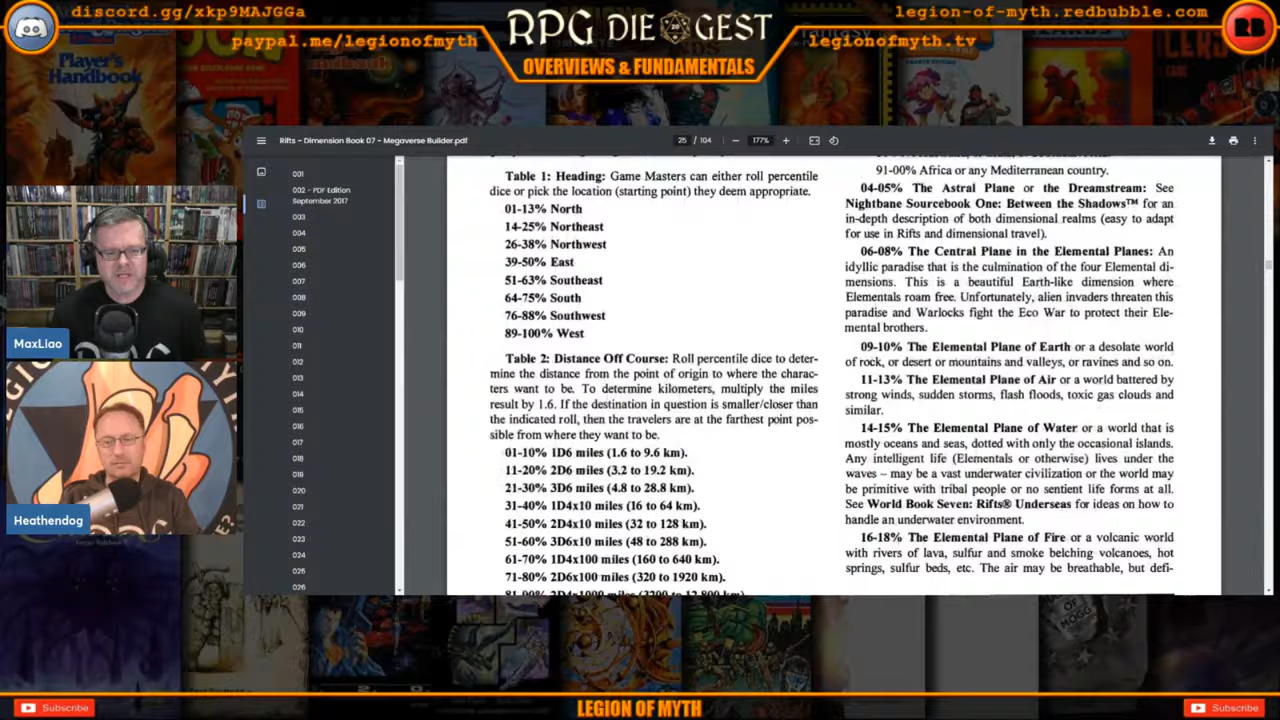 discord.gg/xkp9MAJGGa
paypal.me/legionofmyth
RPG DIE GEST
OVERVIEWS & FUNDAMENTALS
legion-of-myth.redbubble.com
legionofmyth.tv
RB
Player's
Handbook
Rifts - Dimension Book 07 - Megaverse Builder.pdf
25 / 104
177%
001
002 - PDF Edition
September 2017
003
004
005
006
007
008
009
010
011
012
013
014
015
016
017
018
019
020
021
022
023
024
025
026
Table 1: Heading: Game Masters can either roll percentile
dice or pick the location (starting point) they deem appropriate.
01-13% North
14-25% Northeast
26-38% Northwest
39-50% East
51-63% Southeast
64-75% South
76-88% Southwest
89-100% West
Table 2: Distance Off Course: Roll percentile dice to deter-
mine the distance from the point of origin to where the charac-
ters want to be. To determine kilometers, multiply the miles
result by 1.6. If the destination in question is smaller/closer than
the indicated roll, then the travelers are at the farthest point pos-
sible from where they want to be.
01-10% 1D6 miles (1.6 to 9.6 km).
11-20% 2D6 miles (3.2 to 19.2 km).
21-30% 3D6 miles (4.8 to 28.8 km).
31-40% 1D4x10 miles (16 to 64 km).
41-50% 2D4x10 miles (32 to 128 km).
51-60% 3D6x10 miles (48 to 288 km).
61-70% 1D4x100 miles (160 to 640 km).
71-80% 2D6x100 miles (320 to 1920 km).
81-90% 2D4x1000 miles (3200 to 12,800 km).
91-00% Africa or any Mediterranean country.
04-05% The Astral Plane or the Dreamstream: See
Nightbane Sourcebook One: Between the Shadows™ for an
in-depth description of both dimensional realms (easy to adapt
for use in Rifts and dimensional travel).
06-08% The Central Plane in the Elemental Planes: An
idyllic paradise that is the culmination of the four Elemental di-
mensions. This is a beautiful Earth-like dimension where
Elementals roam free. Unfortunately, alien invaders threaten this
paradise and Warlocks fight the Eco War to protect their Ele-
mental brothers.
09-10% The Elemental Plane of Earth or a desolate world
of rock, or desert or mountains and valleys, or ravines and so on.
11-13% The Elemental Plane of Air or a world battered by
strong winds, sudden storms, flash floods, toxic gas clouds and
similar.
14-15% The Elemental Plane of Water or a world that is
mostly oceans and seas, dotted with only the occasional islands.
Any intelligent life (Elementals or otherwise) lives under the
waves – may be a vast underwater civilization or the world may
be primitive with tribal people or no sentient life forms at all.
See World Book Seven: Rifts® Underseas for ideas on how to
handle an underwater environment.
16-18% The Elemental Plane of Fire or a volcanic world
with rivers of lava, sulfur and smoke belching volcanoes, hot
springs, sulfur beds, etc. The air may be breathable, but defi-
MaxLiao
Heathendog
Subscribe
LEGION OF MYTH
Subscribe